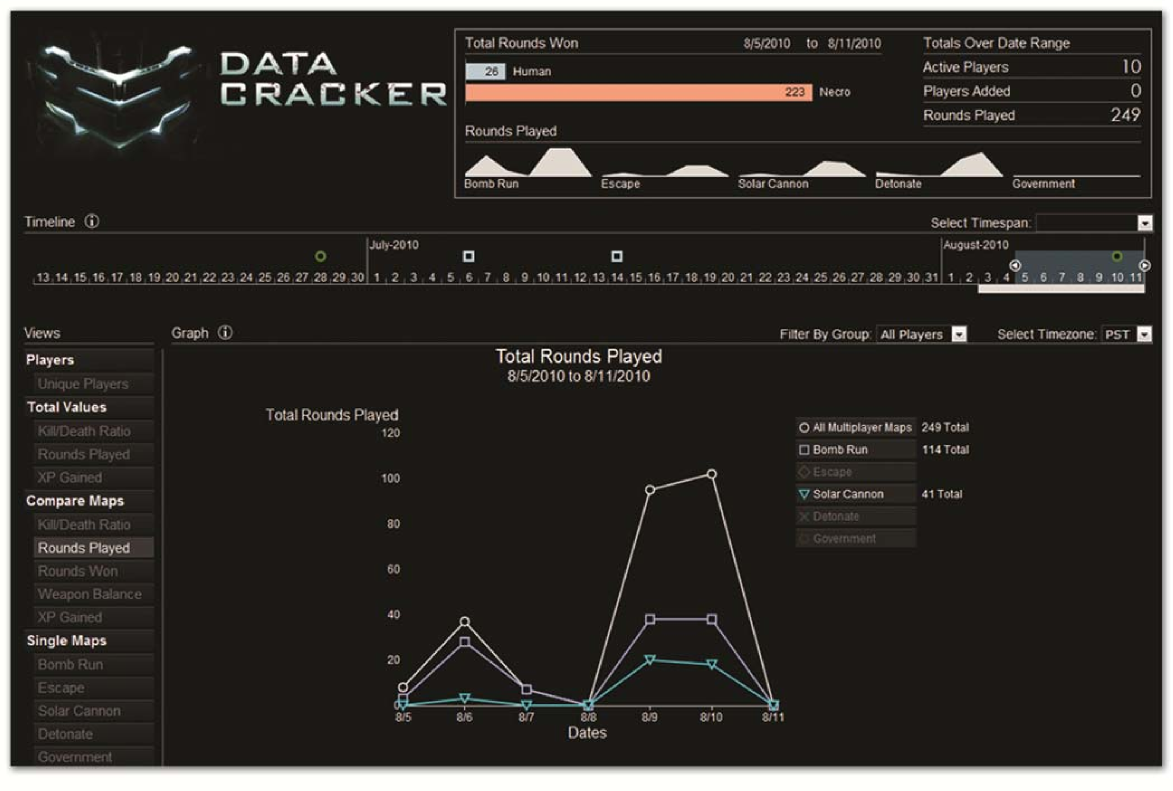 DATA
CRACKER
Total Rounds Won 8/5/2010 to 8/11/2010
26 Human
223 Necro
Rounds Played
Bomb Run Escape Solar Cannon Detonate Government
Totals Over Date Range
Active Players 10
Players Added 0
Rounds Played 249
Timeline
Select Timespan:
July-2010 August-2010
13 14 15 16 17 18 19 20 21 22 23 24 25 26 27 28 29 30 1 2 3 4 5 6 7 8 9 10 11 12 13 14 15 16 17 18 19 20 21 22 23 24 25 26 27 28 29 30 31 1 2 3 4 5 6 7 8 9 10 11
Views
Players
Unique Players
Total Values
Kill/Death Ratio
Rounds Played
XP Gained
Compare Maps
Kill/Death Ratio
Rounds Played
Rounds Won
Weapon Balance
XP Gained
Single Maps
Bomb Run
Escape
Solar Cannon
Detonate
Government
Graph
Filter By Group: All Players
Select Timezone: PST
Total Rounds Played
8/5/2010 to 8/11/2010
Total Rounds Played
120
100
80
60
40
20
0
8/5 8/6 8/7 8/8 8/9 8/10 8/11
Dates
All Multiplayer Maps 249 Total
Bomb Run 114 Total
Escape
Solar Cannon 41 Total
Detonate
Government